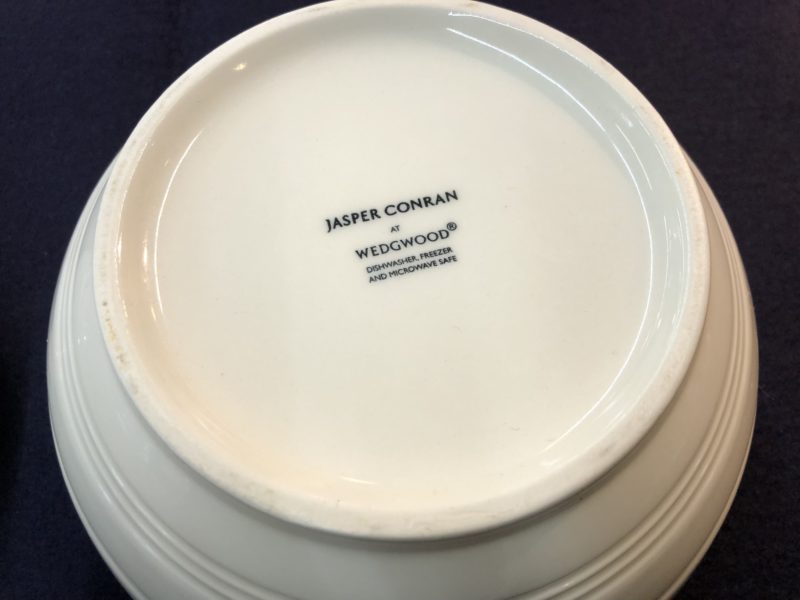 JASPER CONRAN
AT
WEDGWOOD®
DISHWASHER, FREEZER
AND MICROWAVE SAFE